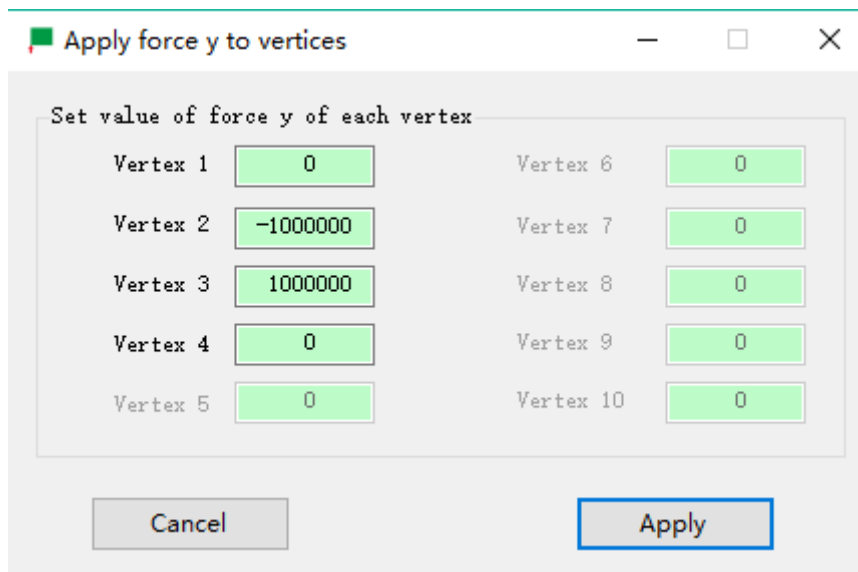 Apply force y to vertices
Set value of force y of each vertex
Vertex 1 0 Vertex 6 0
Vertex 2 -1000000 Vertex 7 0
Vertex 3 1000000 Vertex 8 0
Vertex 4 0 Vertex 9 0
Vertex 5 0 Vertex 10 0
Cancel Apply